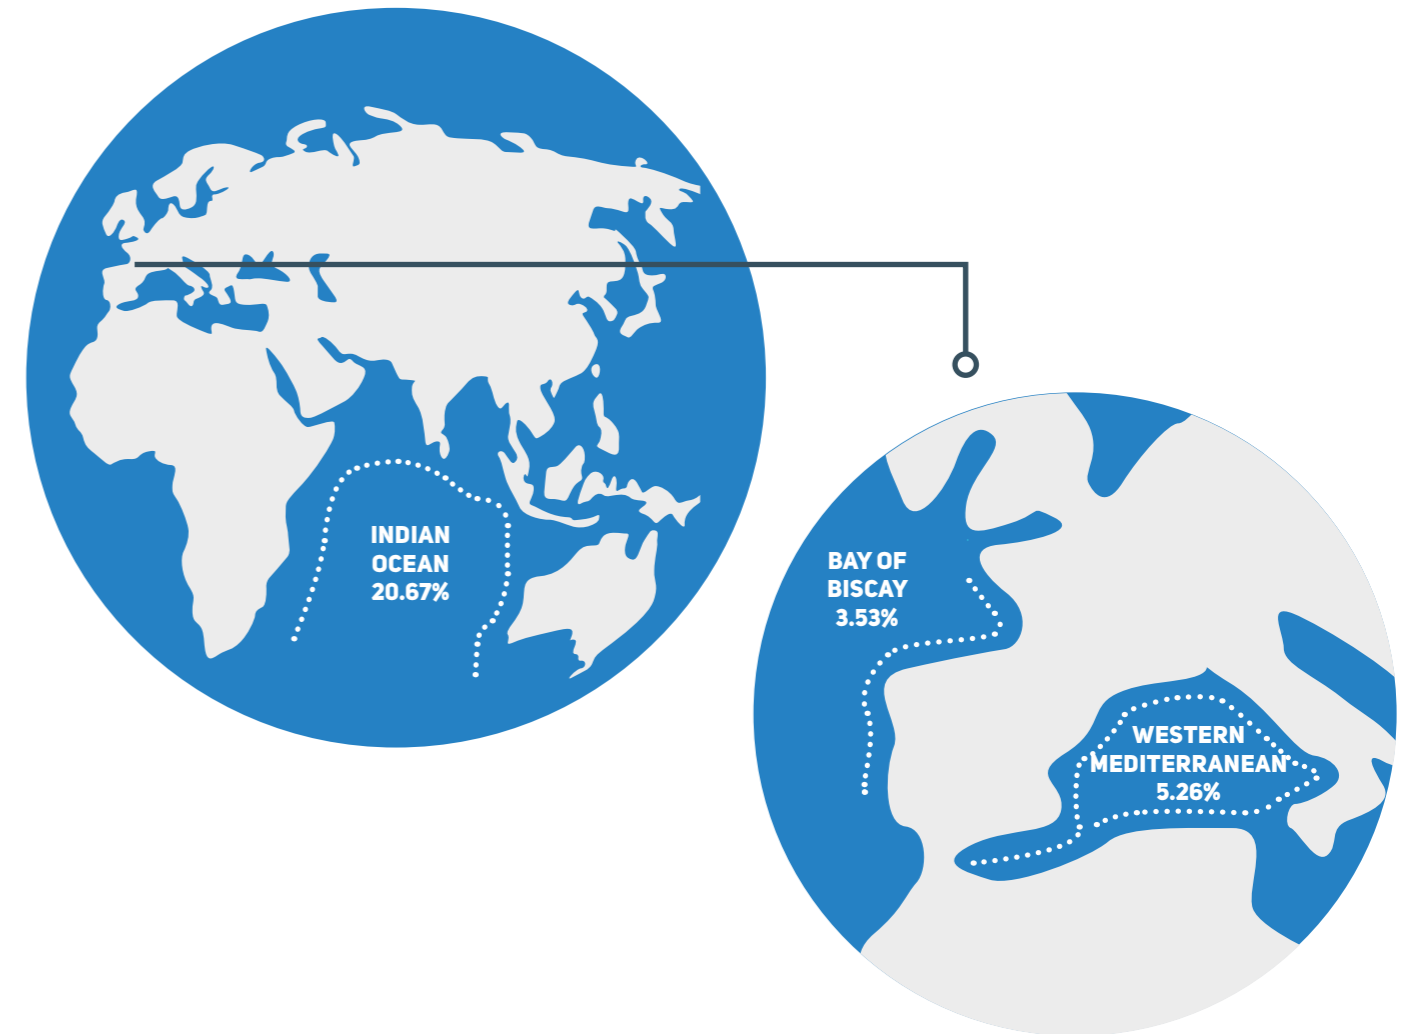 INDIAN
OCEAN
20.67%
BAY OF
BISCAY
3.53%
WESTERN
MEDITERRANEAN
5.26%